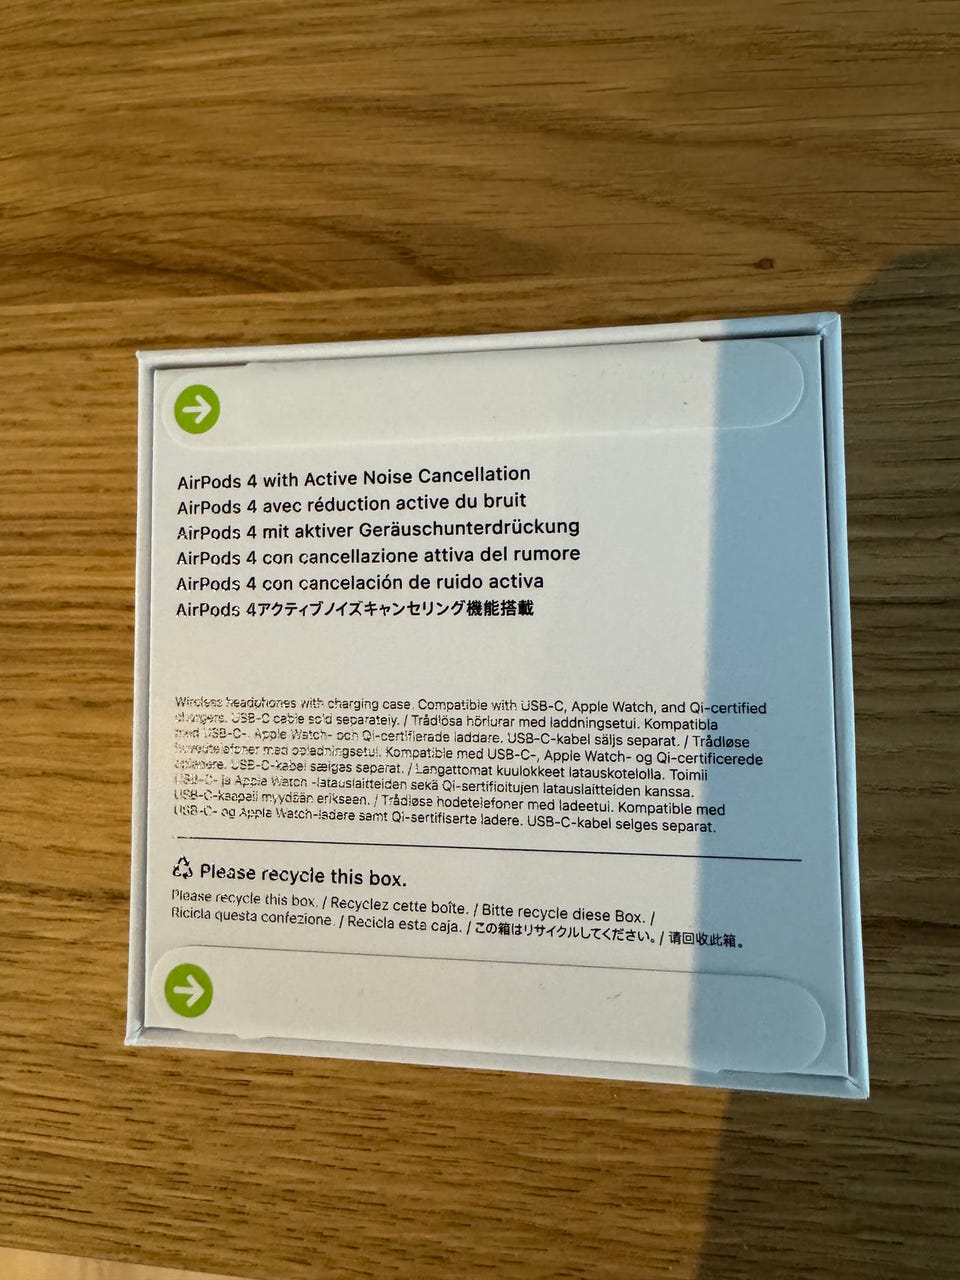 AirPods 4 with Active Noise Cancellation
AirPods 4 avec réduction active du bruit
AirPods 4 mit aktiver Geräuschunterdrückung
AirPods 4 con cancellazione attiva del rumore
AirPods 4 con cancelación de ruido activa
AirPods 4アクティブノイズキャンセリング機能搭載
Wireless headphones with charging case. Compatible with USB-C, Apple Watch, and Qi-certified
chargers. USB-C cable sold separately. / Trådlösa hörlurar med laddningsetui. Kompatibla
med USB-C-, Apple Watch- och Qi-certifierade laddare. USB-C-kabel säljs separat. / Trådløse
hovedtelefoner med opladningsetui. Kompatible med USB-C-, Apple Watch- og Qi-certificerede
opladere. USB-C-kabel sælges separat. / Langattomat kuulokkeet latauskotelolla. Toimii
USB-C- ja Apple Watch -latauslaitteiden sekä Qi-sertifioitujen latauslaitteiden kanssa.
USB-C-kaapeli myydään erikseen. / Trådløse hodetelefoner med ladeetui. Kompatible med
USB-C- og Apple Watch-ladere samt Qi-sertifiserte ladere. USB-C-kabel selges separat.
Please recycle this box.
Please recycle this box. / Recyclez cette boîte. / Bitte recycle diese Box. /
Ricicla questa confezione. / Recicla esta caja. / この箱はリサイクルしてください。/ 请回收此箱。